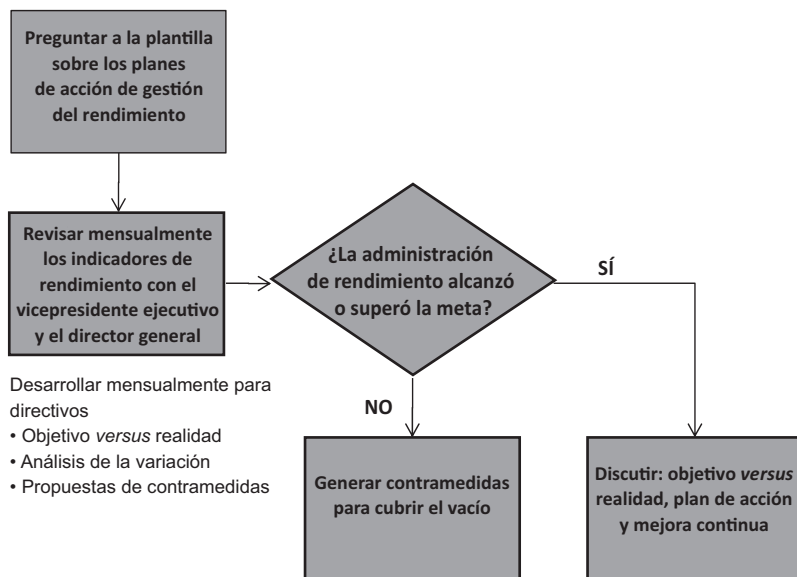 Preguntar a la plantilla
sobre los planes
de acción de gestión
del rendimiento
Revisar mensualmente
los indicadores de
rendimiento con el
vicepresidente ejecutivo
y el director general
¿La administración
de rendimiento alcanzó
o superó la meta?
SÍ
NO
Desarrollar mensualmente para
directivos
• Objetivo versus realidad
• Análisis de la variación
• Propuestas de contramedidas
Generar contramedidas
para cubrir el vacío
Discutir: objetivo versus
realidad, plan de acción
y mejora continua